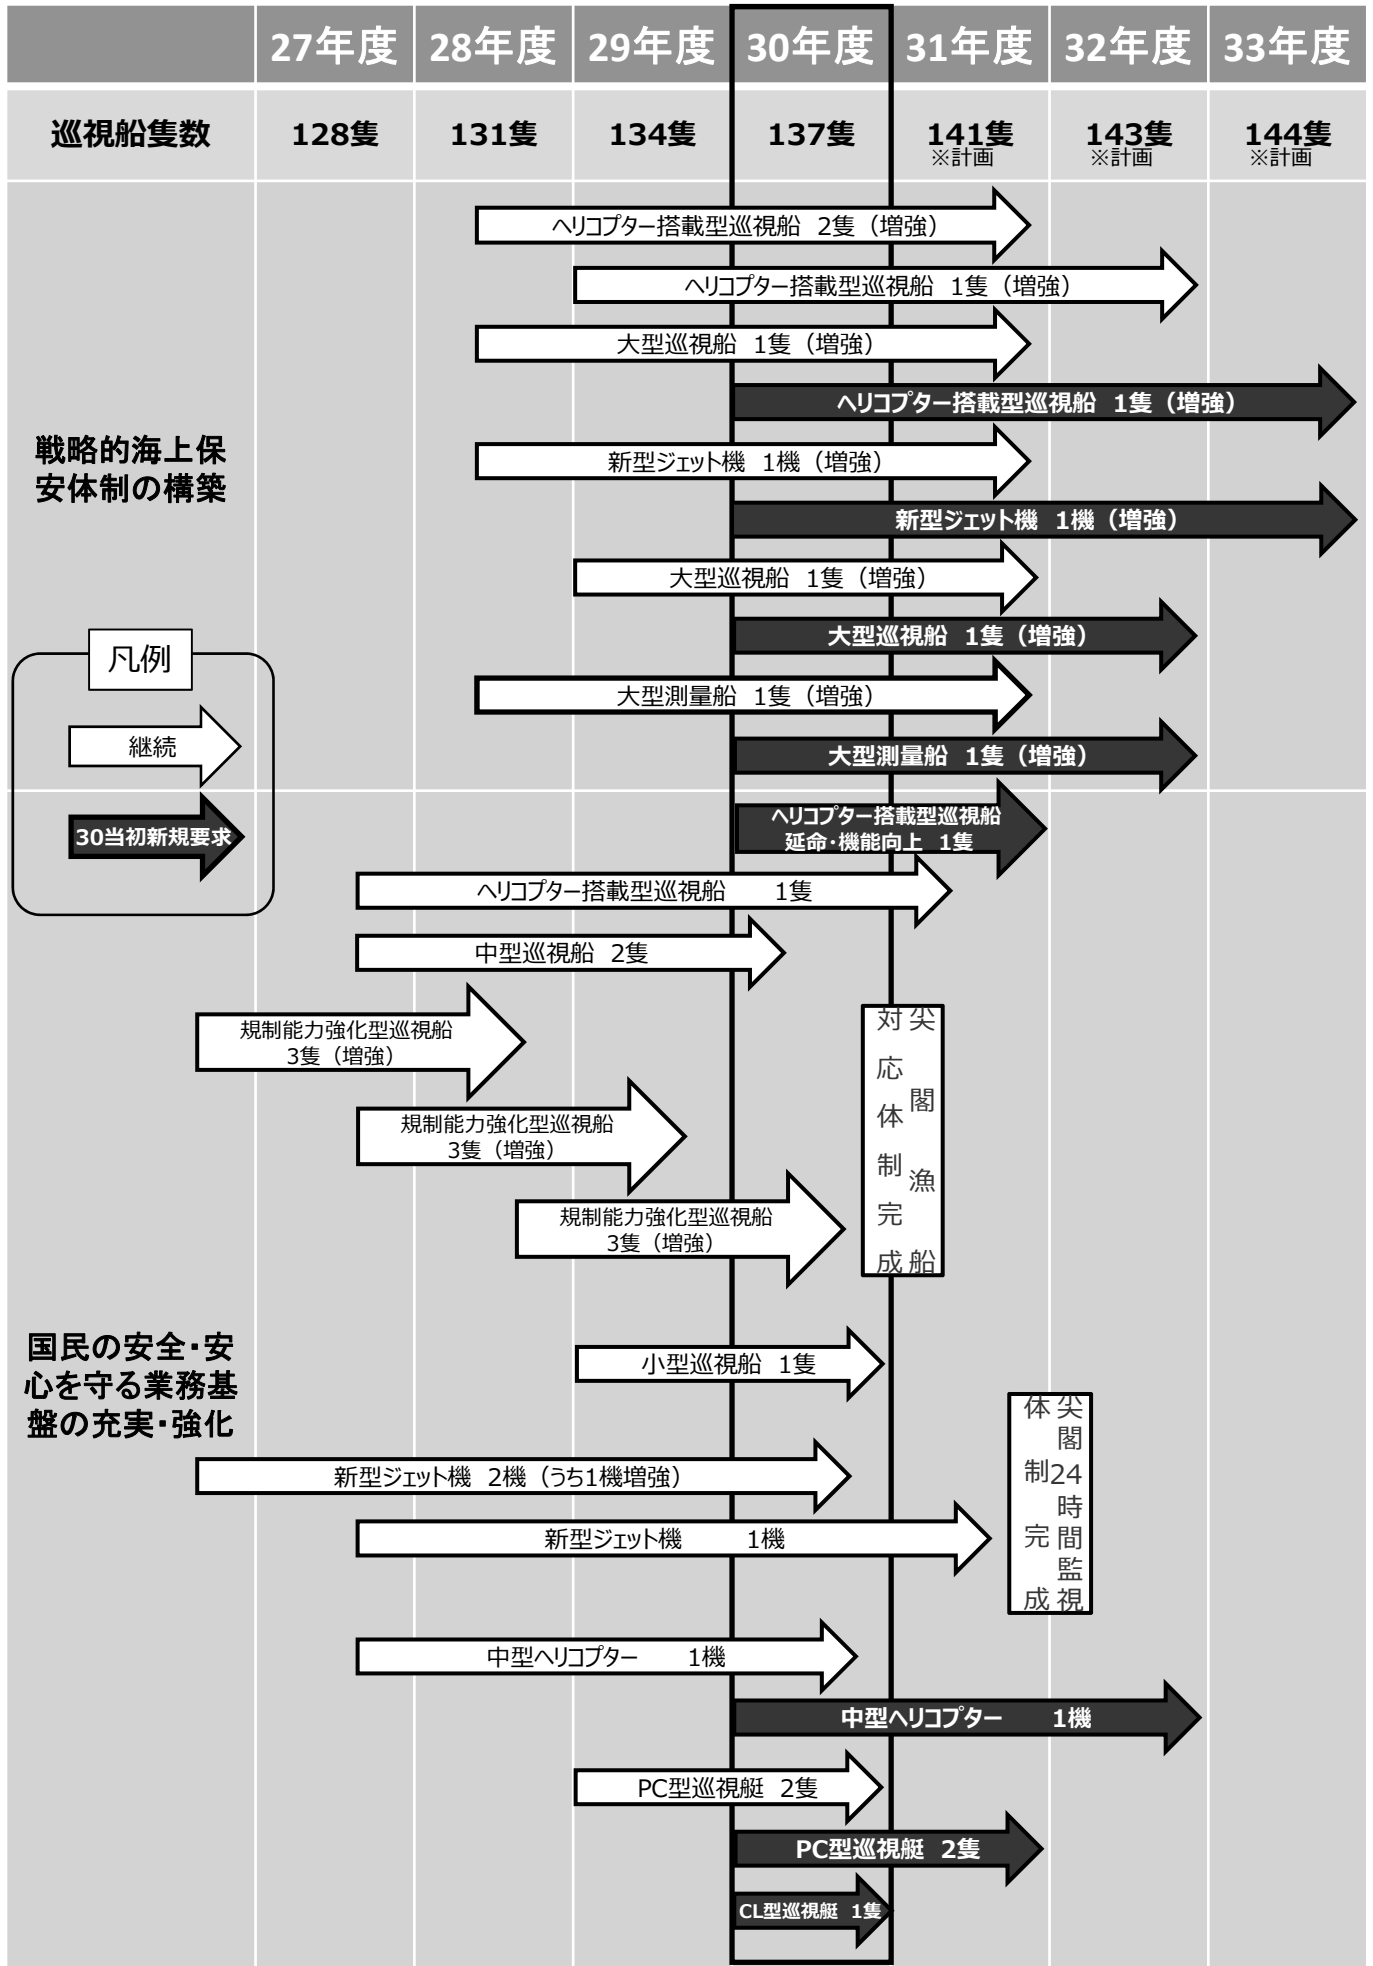 27年度 28年度 29年度 30年度 31年度 32年度 33年度
巡視船隻数 128隻 131隻 134隻 137隻 141隻 143隻 144隻
※計画 ※計画 ※計画
戦略的海上保
安体制の構築
ヘリコプター搭載型巡視船 2隻（増強）
ヘリコプター搭載型巡視船 1隻（増強）
大型巡視船 1隻（増強）
ヘリコプター搭載型巡視船 1隻（増強）
新型ジェット機 1機（増強）
新型ジェット機 1機（増強）
大型巡視船 1隻（増強）
大型巡視船 1隻（増強）
大型測量船 1隻（増強）
大型測量船 1隻（増強）
凡例
継続
30当初新規要求
国民の安全・安
心を守る業務基
盤の充実・強化
ヘリコプター搭載型巡視船
延命・機能向上 1隻
ヘリコプター搭載型巡視船 1隻
中型巡視船 2隻
規制能力強化型巡視船
3隻（増強）
規制能力強化型巡視船
3隻（増強）
規制能力強化型巡視船
3隻（増強）
尖閣漁船
対応体制完成
小型巡視船 1隻
新型ジェット機 2機（うち1機増強）
新型ジェット機 1機
尖閣24時間監視
体制完成
中型ヘリコプター 1機
中型ヘリコプター 1機
PC型巡視艇 2隻
PC型巡視艇 2隻
CL型巡視艇 1隻